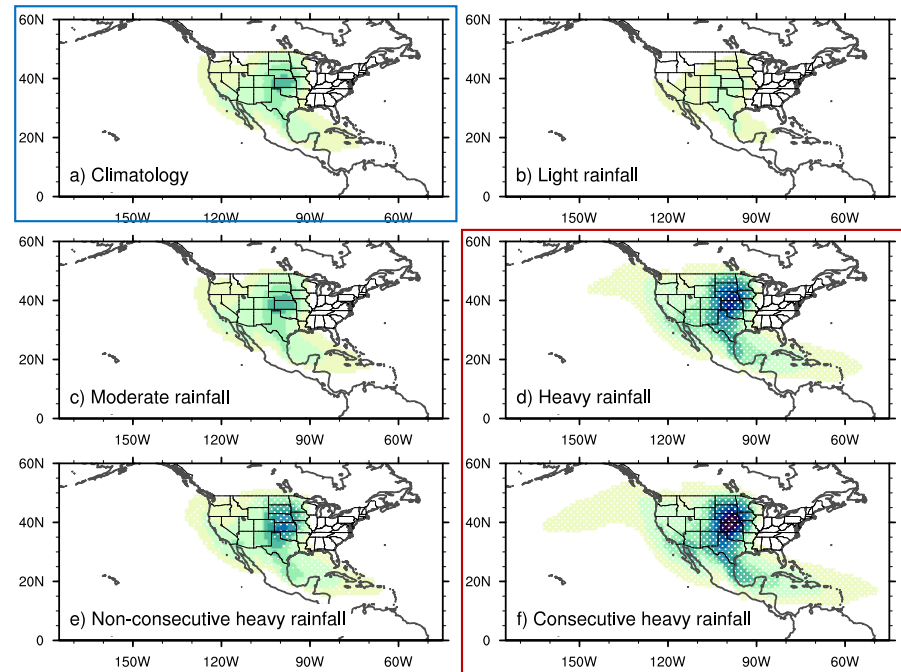 60N 60N
40N 40N
20N 20N
a) Climatology b) Light rainfall
0 0
150W 120W 90W 60W 150W 120W 90W 60W
60N 60N
40N 40N
20N 20N
c) Moderate rainfall d) Heavy rainfall
0 0
150W 120W 90W 60W 150W 120W 90W 60W
60N 60N
40N 40N
20N 20N
e) Non-consecutive heavy rainfall f) Consecutive heavy rainfall
0 0
150W 120W 90W 60W 150W 120W 90W 60W